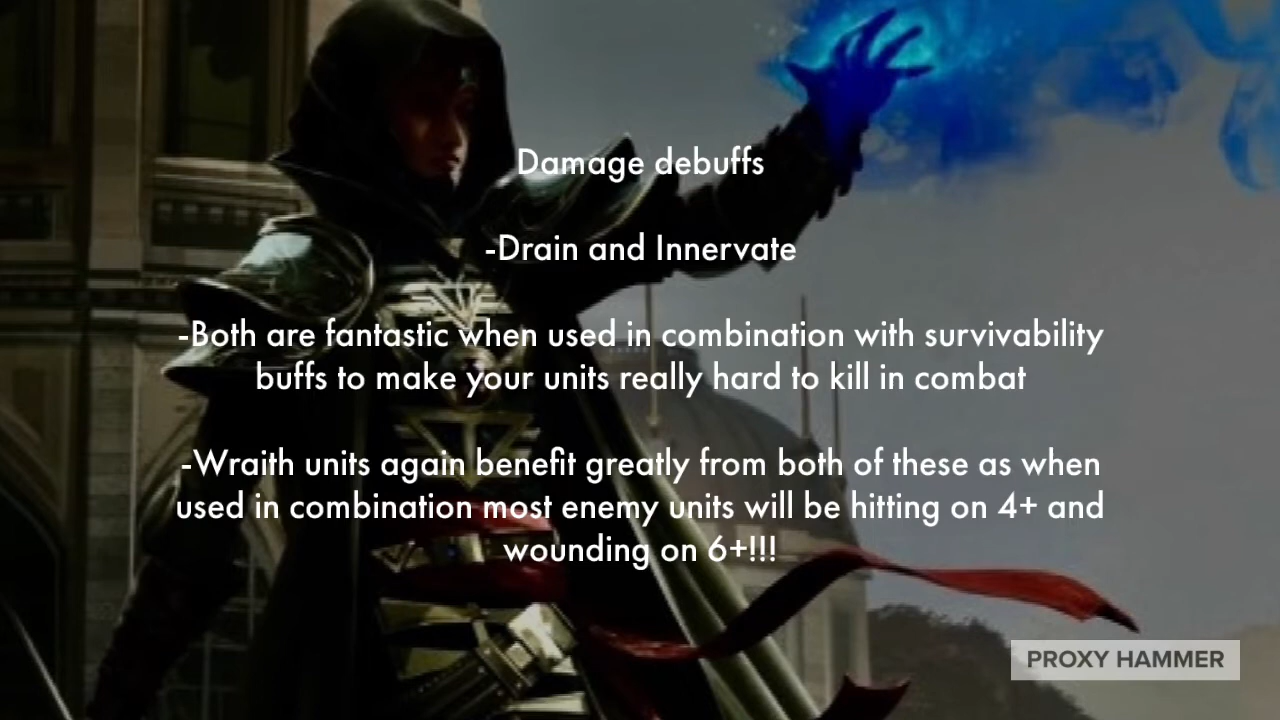 Damage debuffs
-Drain and Innervate
-Both are fantastic when used in combination with survivability
buffs to make your units really hard to kill in combat
-Wraith units again benefit greatly from both of these as when
used in combination most enemy units will be hitting on 4+ and
wounding on 6+!!!
PROXY HAMMER